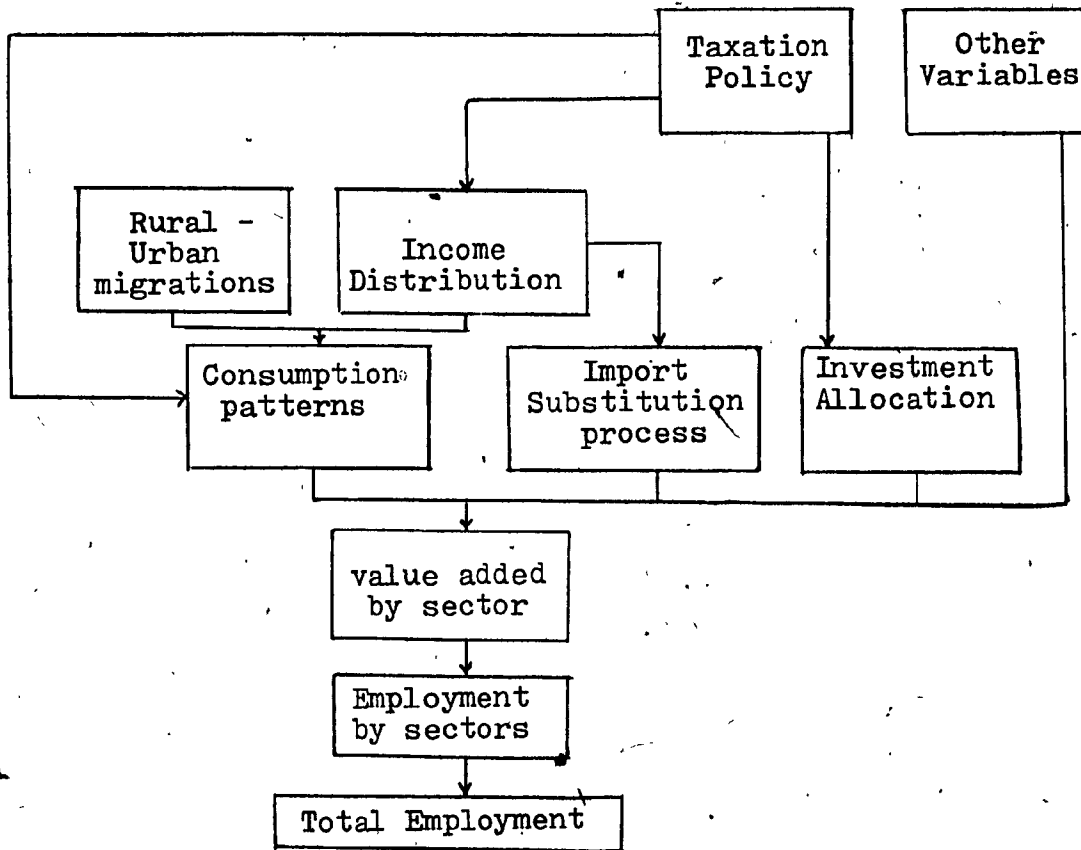 Taxation
Policy
Other
Variables
Rural -
Urban
migrations
Income
Distribution
Consumption
patterns
Import
Substitution
process
Investment
Allocation
value added
by sector
Employment
by sectors
Total Employment